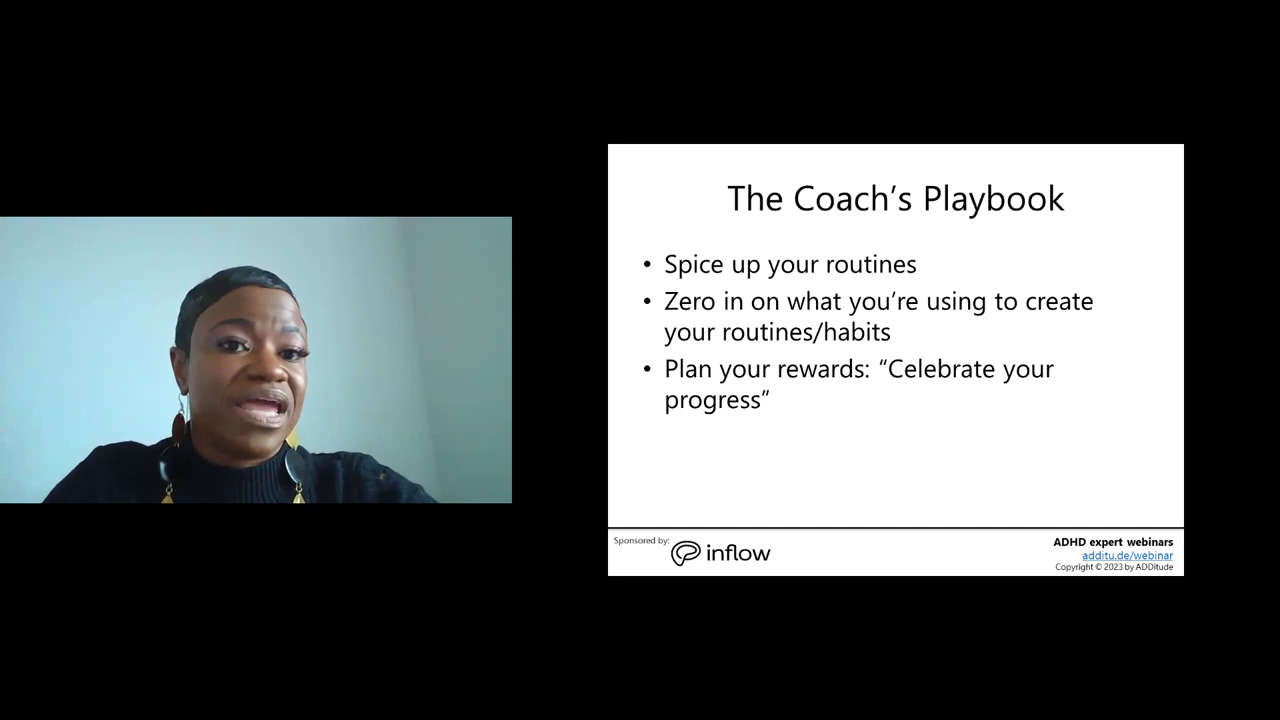 The Coach’s Playbook
• Spice up your routines
• Zero in on what you’re using to create
your routines/habits
• Plan your rewards: “Celebrate your
progress”
Sponsored by:
inflow
ADHD expert webinars
additu.de/webinar
Copyright © 2023 by ADDitude